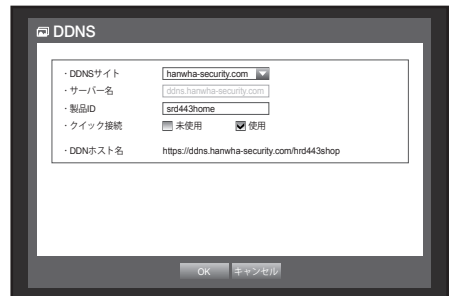 DDNS
・DDNSサイト hanwha-security.com
・サーバー名 ddns.hanwha-security.com
・製品ID srd443home
・クイック接続 未使用 使用
・DDNホスト名 https://ddns.hanwha-security.com/hrd443shop
OK キャンセル